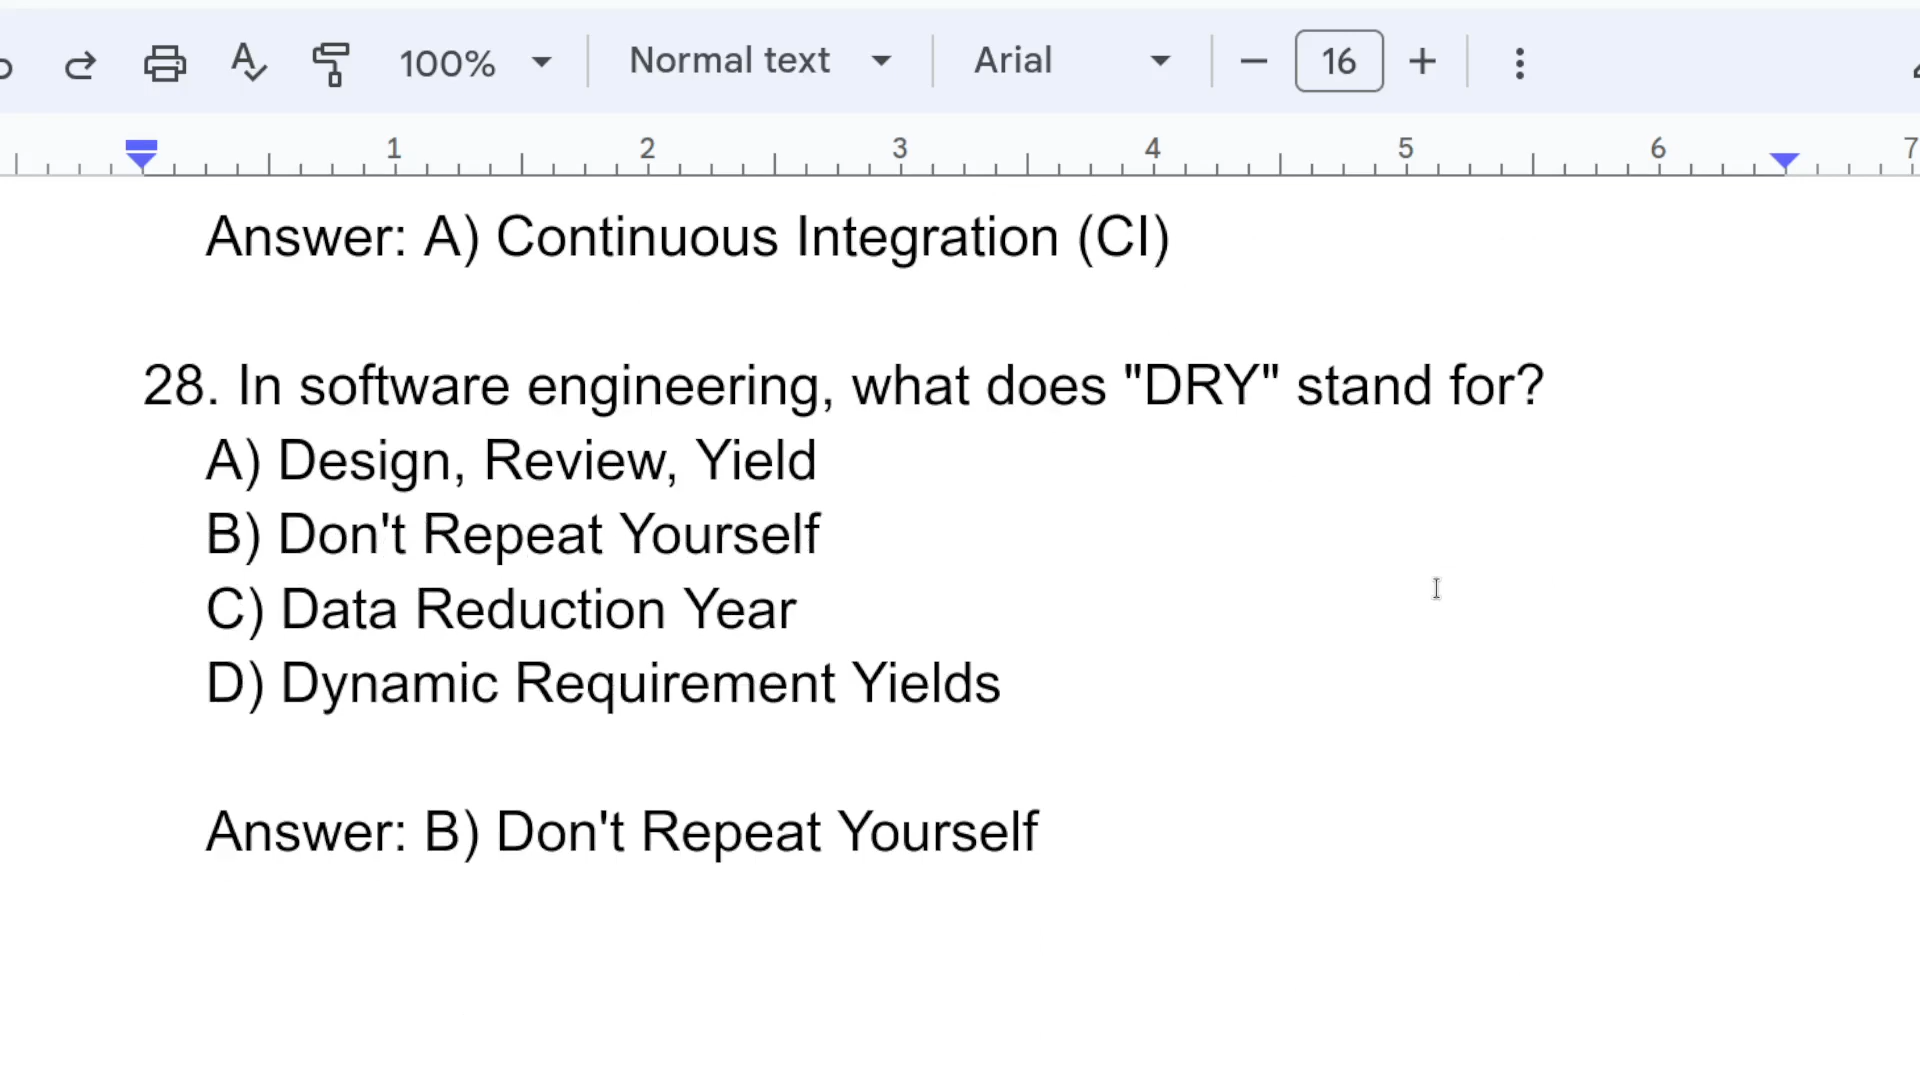 100% Normal text Arial 16
1 2 3 4 5 6 7
Answer: A) Continuous Integration (CI)
28. In software engineering, what does "DRY" stand for?
A) Design, Review, Yield
B) Don't Repeat Yourself
C) Data Reduction Year
D) Dynamic Requirement Yields
Answer: B) Don't Repeat Yourself